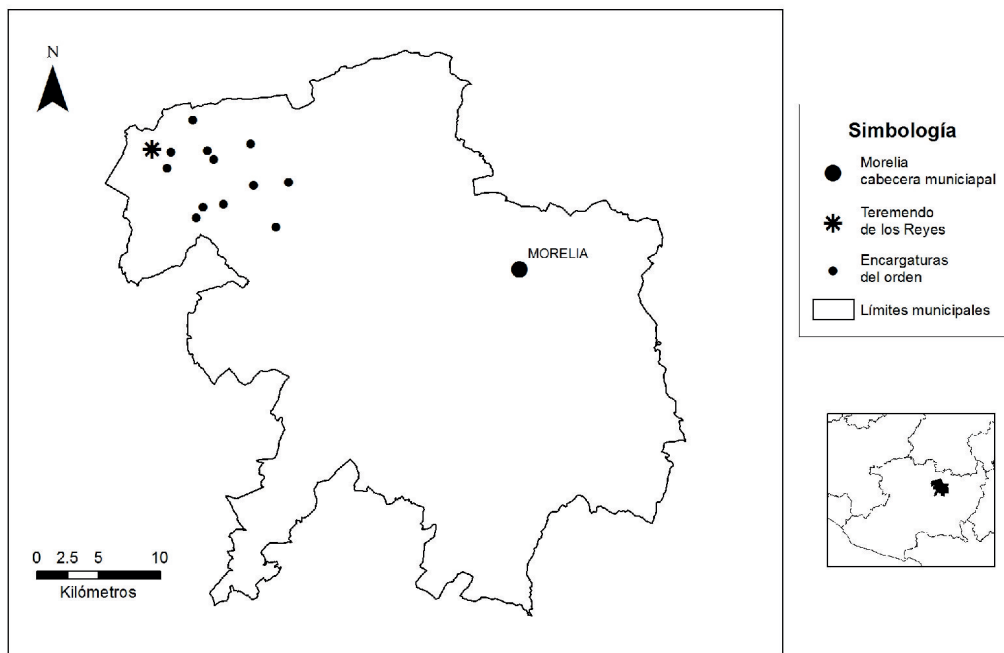 N
MORELIA
0 2.5 5 10
Kilómetros
Simbología
Morelia
cabecera municiapal
Teremendo
de los Reyes
Encargaturas
del orden
Límites municipales